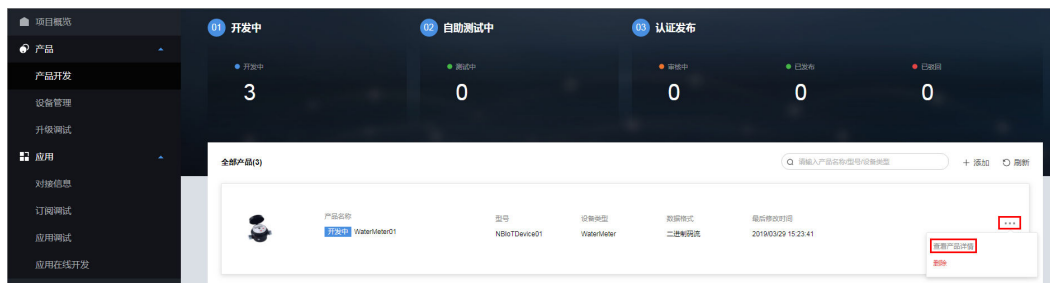 项目概览
产品
产品开发
设备管理
升级调试
应用
对接信息
订阅调试
应用调试
应用在线开发
01 开发中
02 自助测试中
03 认证发布
开发中
测试中
审核中
已发布
已驳回
3
0
0
0
0
全部产品(3)
请输入产品名称/型号/设备类型
+ 添加
刷新
产品名称
型号
设备类型
数据格式
最后修改时间
开发中 WaterMeter01
NBIoTDevice01
WaterMeter
二进制码流
2019/03/29 15:23:41
查看产品详情
删除